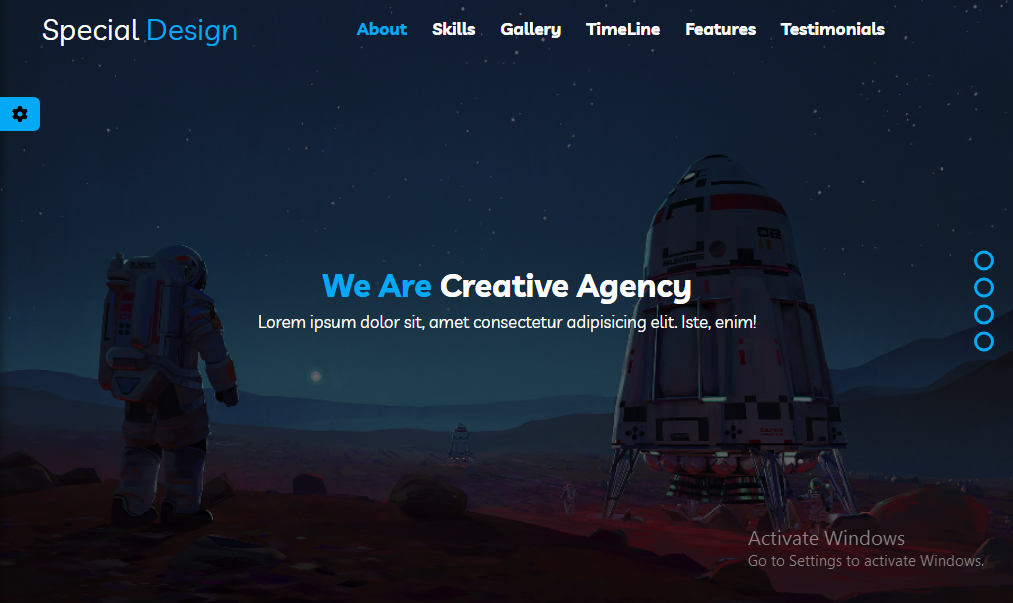 Special Design
About Skills Gallery TimeLine Features Testimonials
We Are Creative Agency
Lorem ipsum dolor sit, amet consectetur adipisicing elit. Iste, enim!
Activate Windows
Go to Settings to activate Windows.